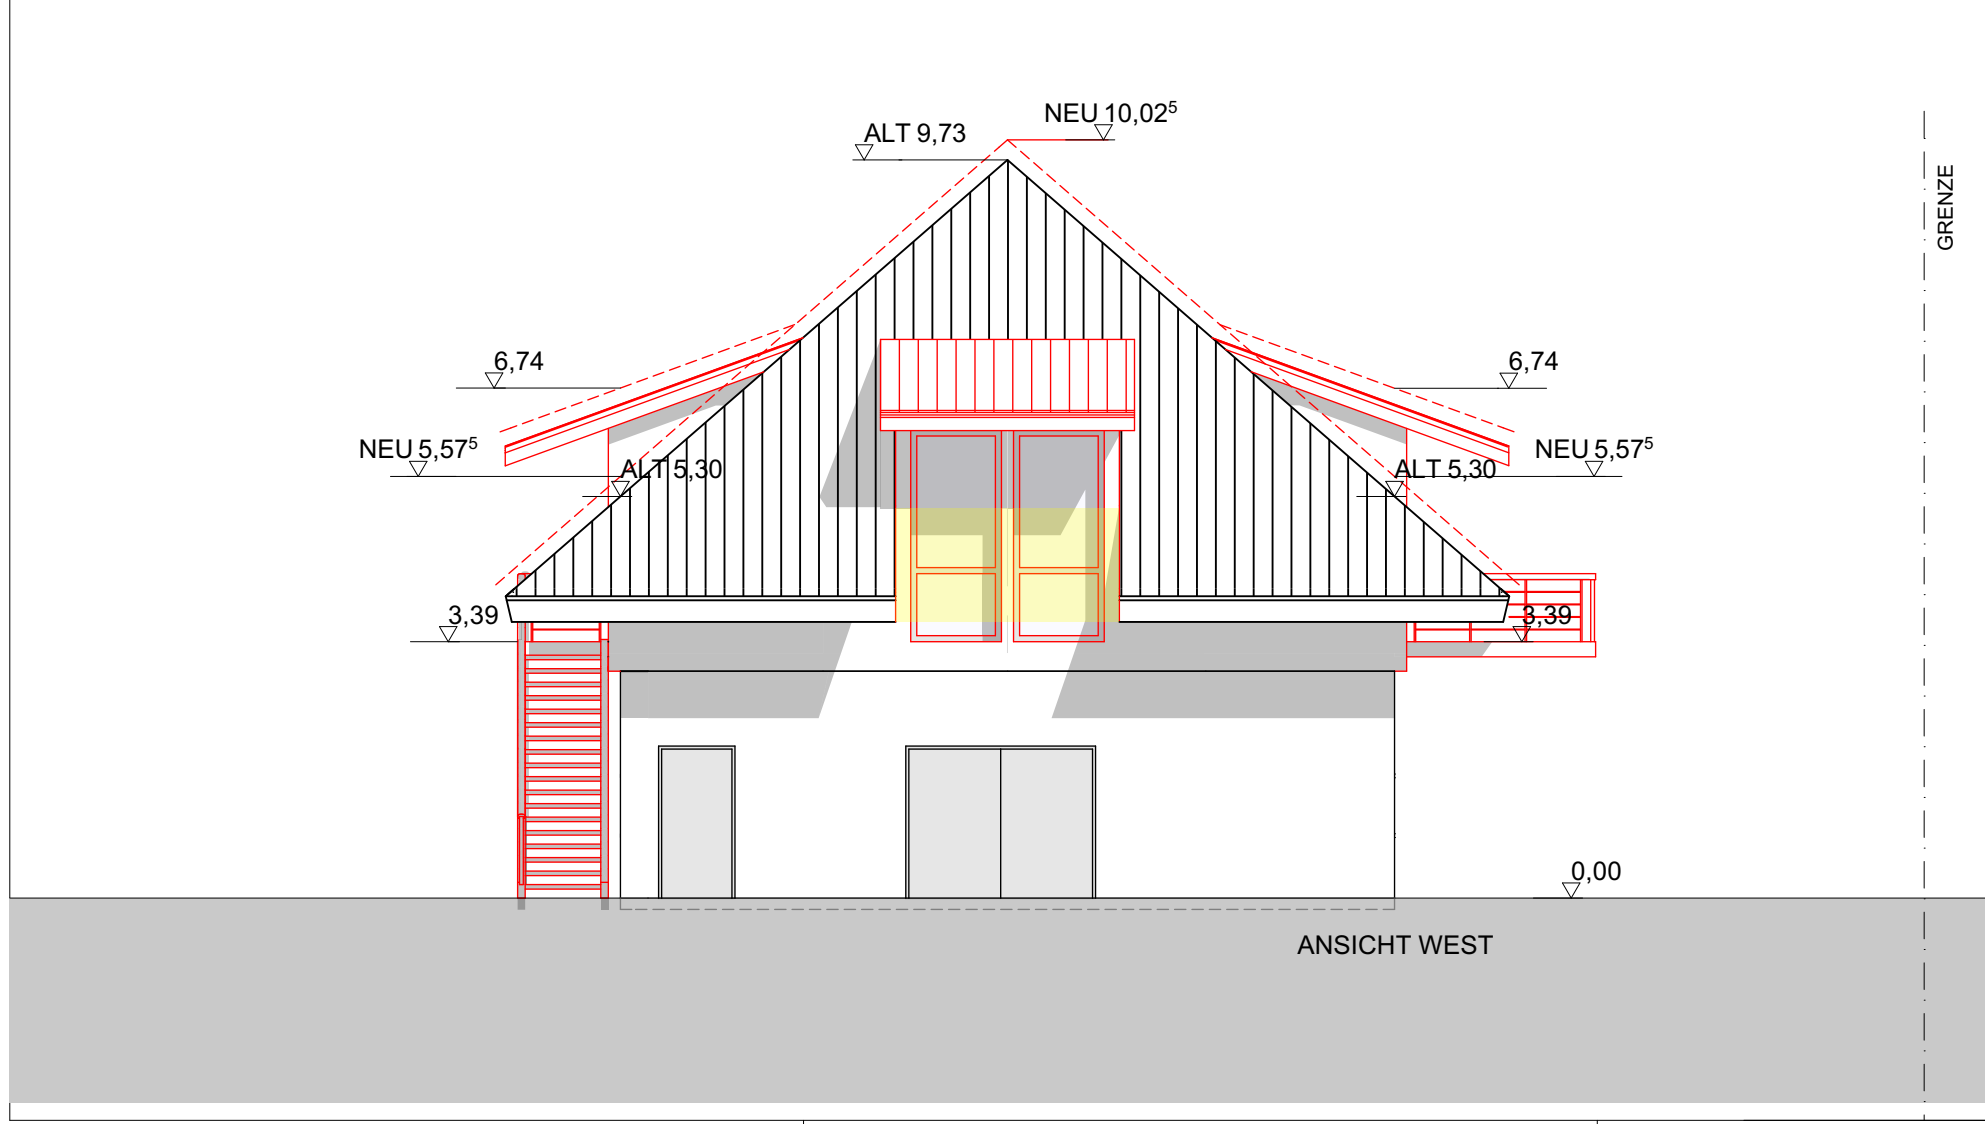 NEU 10,02⁵
ALT 9,73
GRENZE
6,74
6,74
NEU 5,57⁵
NEU 5,57⁵
ALT 5,30
ALT 5,30
3,39
3,39
0,00
ANSICHT WEST